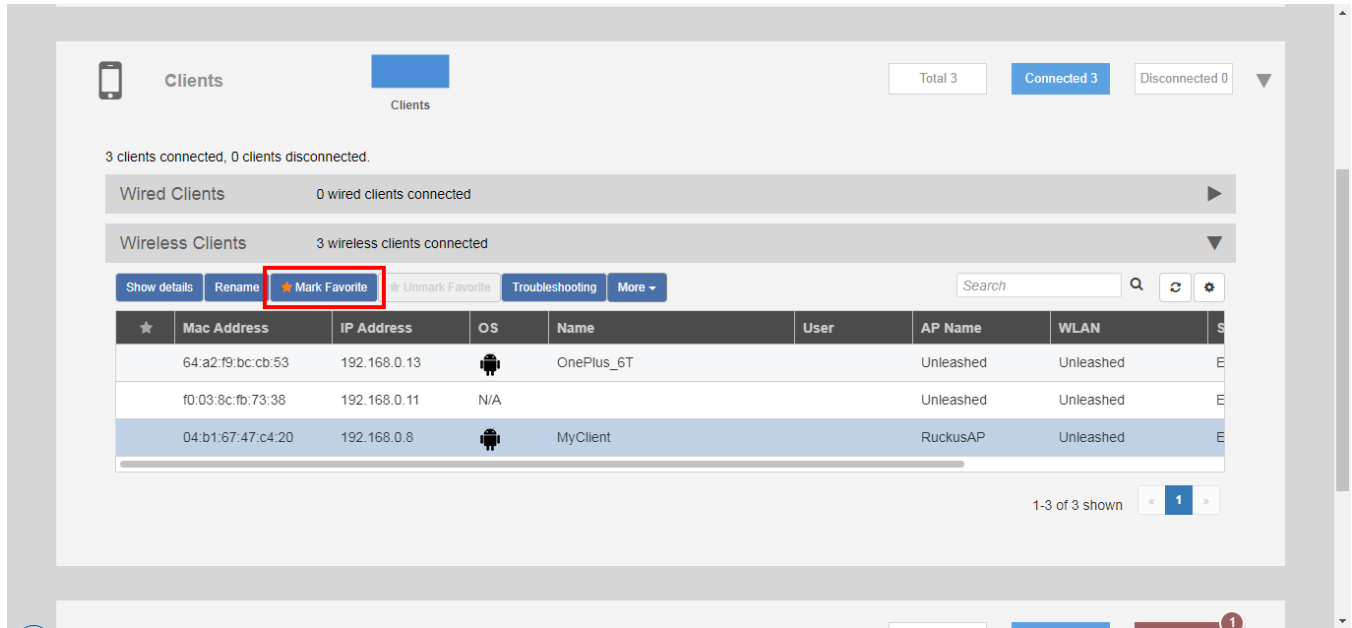 Clients
Clients
Total 3
Connected 3
Disconnected 0
3 clients connected, 0 clients disconnected.
Wired Clients 0 wired clients connected
Wireless Clients 3 wireless clients connected
Show details Rename Mark Favorite Unmark Favorite Troubleshooting More Search
Mac Address IP Address OS Name User AP Name WLAN S
64:a2:f9:bc:cb:53 192.168.0.13 OnePlus_6T Unleashed Unleashed E
f0:03:8c:fb:73:38 192.168.0.11 N/A Unleashed Unleashed E
04:b1:67:47:c4:20 192.168.0.8 MyClient RuckusAP Unleashed E
1-3 of 3 shown « 1 »
1